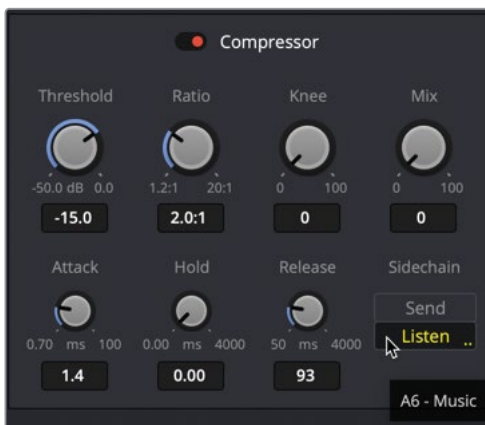 Compressor
Threshold Ratio Knee Mix
-50.0 dB 0.0 1.2:1 20:1 0 100 0 100
-15.0 2.0:1 0 0
Attack Hold Release Sidechain
Send
Listen ..
0.70 ms 100 0.00 ms 4000 50 ms 4000
1.4 0.00 93
A6 - Music